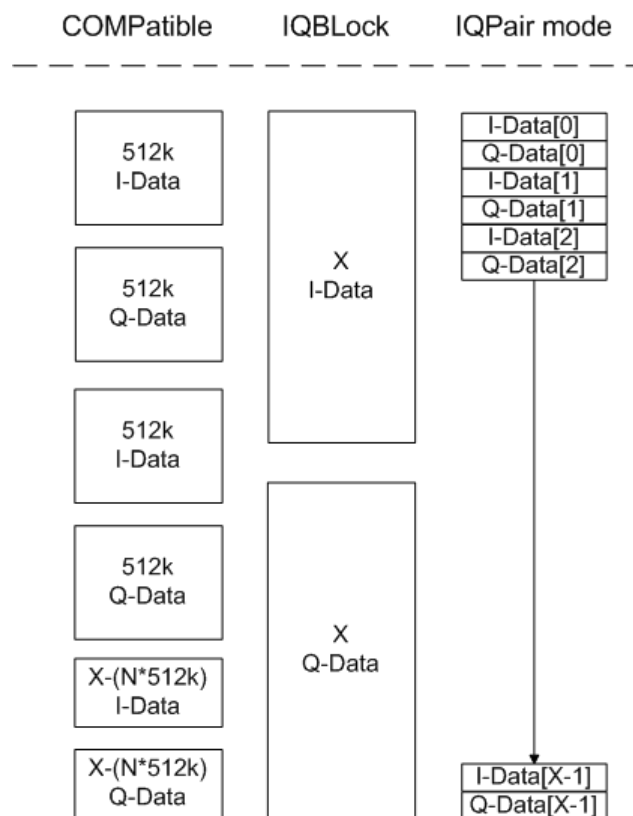 COMPatible
IQBLock
IQPair mode
512k
I-Data
512k
Q-Data
512k
I-Data
512k
Q-Data
X-(N*512k)
I-Data
X-(N*512k)
Q-Data
X
I-Data
X
Q-Data
I-Data[0]
Q-Data[0]
I-Data[1]
Q-Data[1]
I-Data[2]
Q-Data[2]
I-Data[X-1]
Q-Data[X-1]